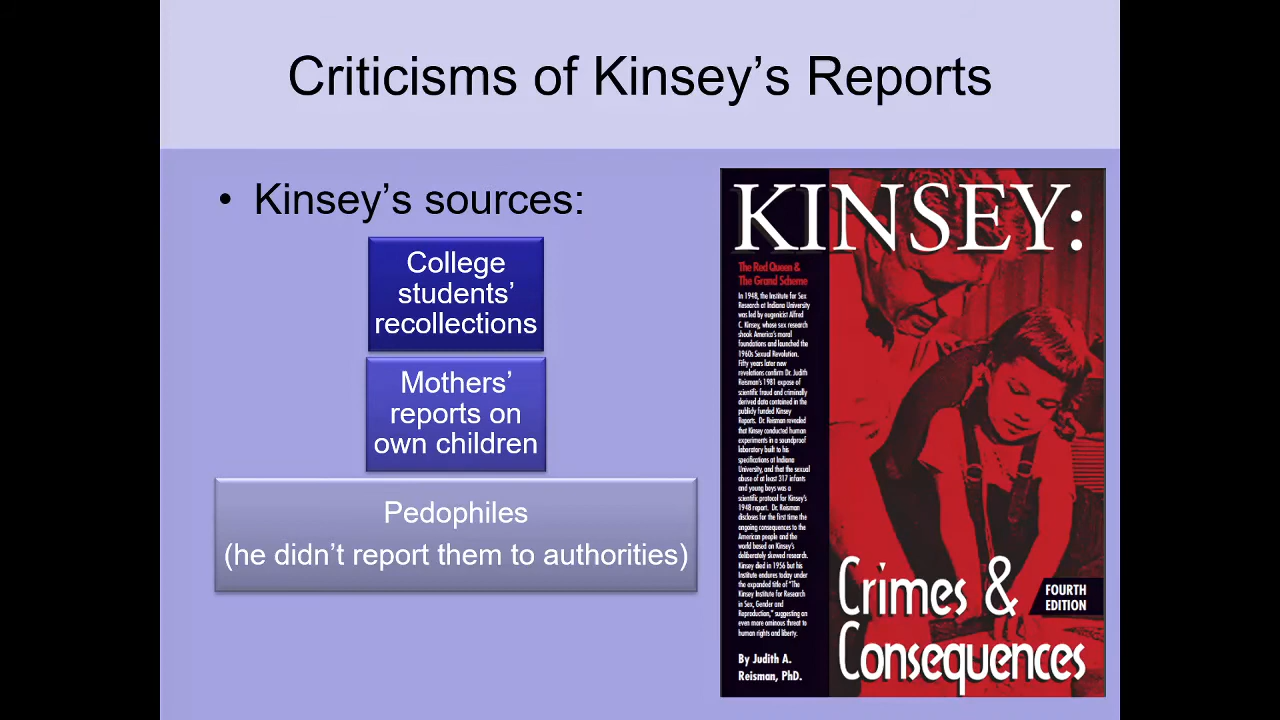 Criticisms of Kinsey's Reports
• Kinsey's sources:
College
students'
recollections
Mothers'
reports on
own children
Pedophiles
(he didn't report them to authorities)
KINSEY:
The Red Queen &
The Grand Scheme
In 1948, the Institute for Sex
Research at Indiana University
was led by eugenicist Alfred
C. Kinsey, whose sex research
shook America's moral
foundations and launched the
1960s Sexual Revolution.
Fifty years later new
revelations confirm Dr. Judith
Reisman's 1981 expose of
scientific fraud and criminally
derived data contained in the
publicly funded Kinsey
Reports. Dr. Reisman revealed
that Kinsey conducted human
experiments in a soundproof
laboratory built to his
specifications at Indiana
University, and that the sexual
abuse of at least 317 infants
and young boys was a
scientific protocol for Kinsey's
1948 report. Dr. Reisman
discloses for the first time the
ongoing consequences to the
American people and the
world based on Kinsey's
deliberately skewed research.
Kinsey died in 1956 but his
Institute endures today under
the expanded title of "The
Kinsey Institute for Research
in Sex, Gender and
Reproduction," suggesting an
even more ominous threat to
human rights and liberty.
By Judith A.
Reisman, PhD.
Crimes &
Consequences
FOURTH
EDITION